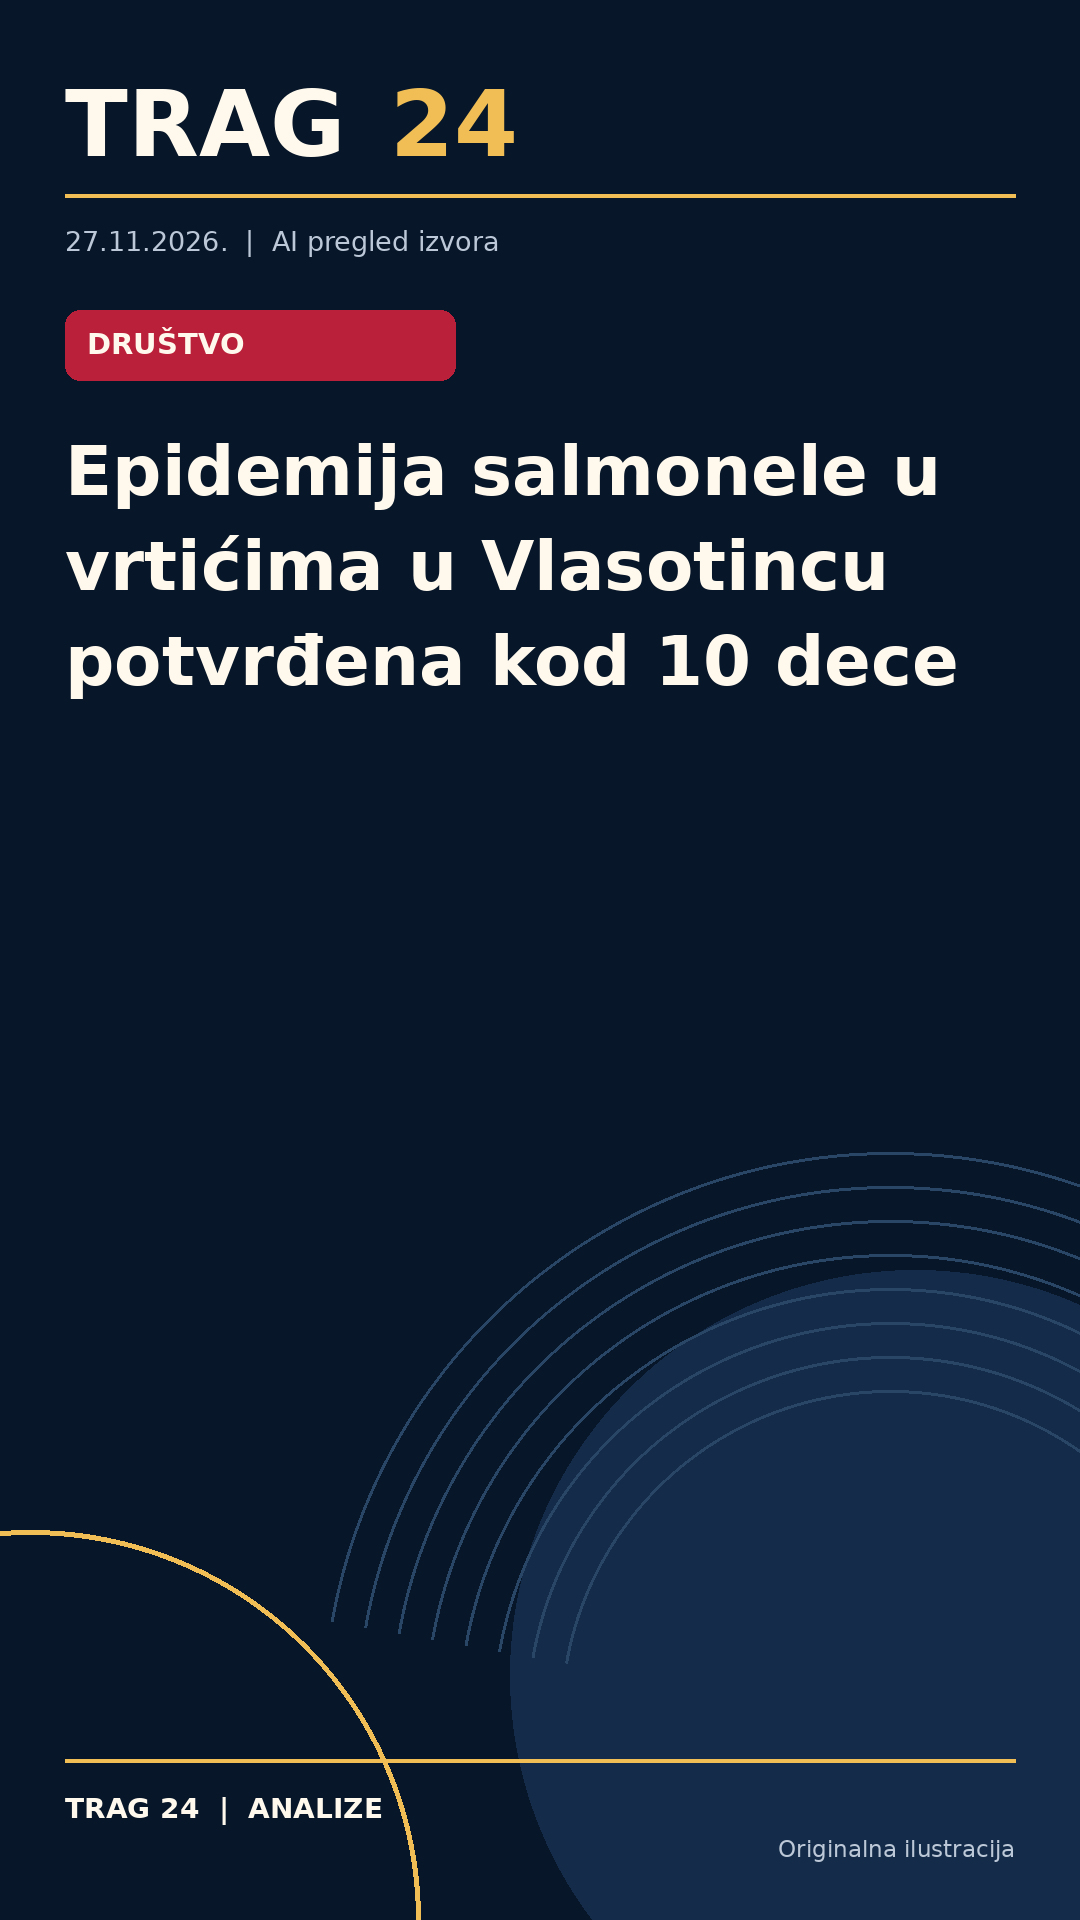 TRAG 24
27.11.2026. | AI pregled izvora
DRUŠTVO
Epidemija salmonele u
vrtićima u Vlasotincu
potvrđena kod 10 dece
TRAG 24 | ANALIZE
Originalna ilustracija